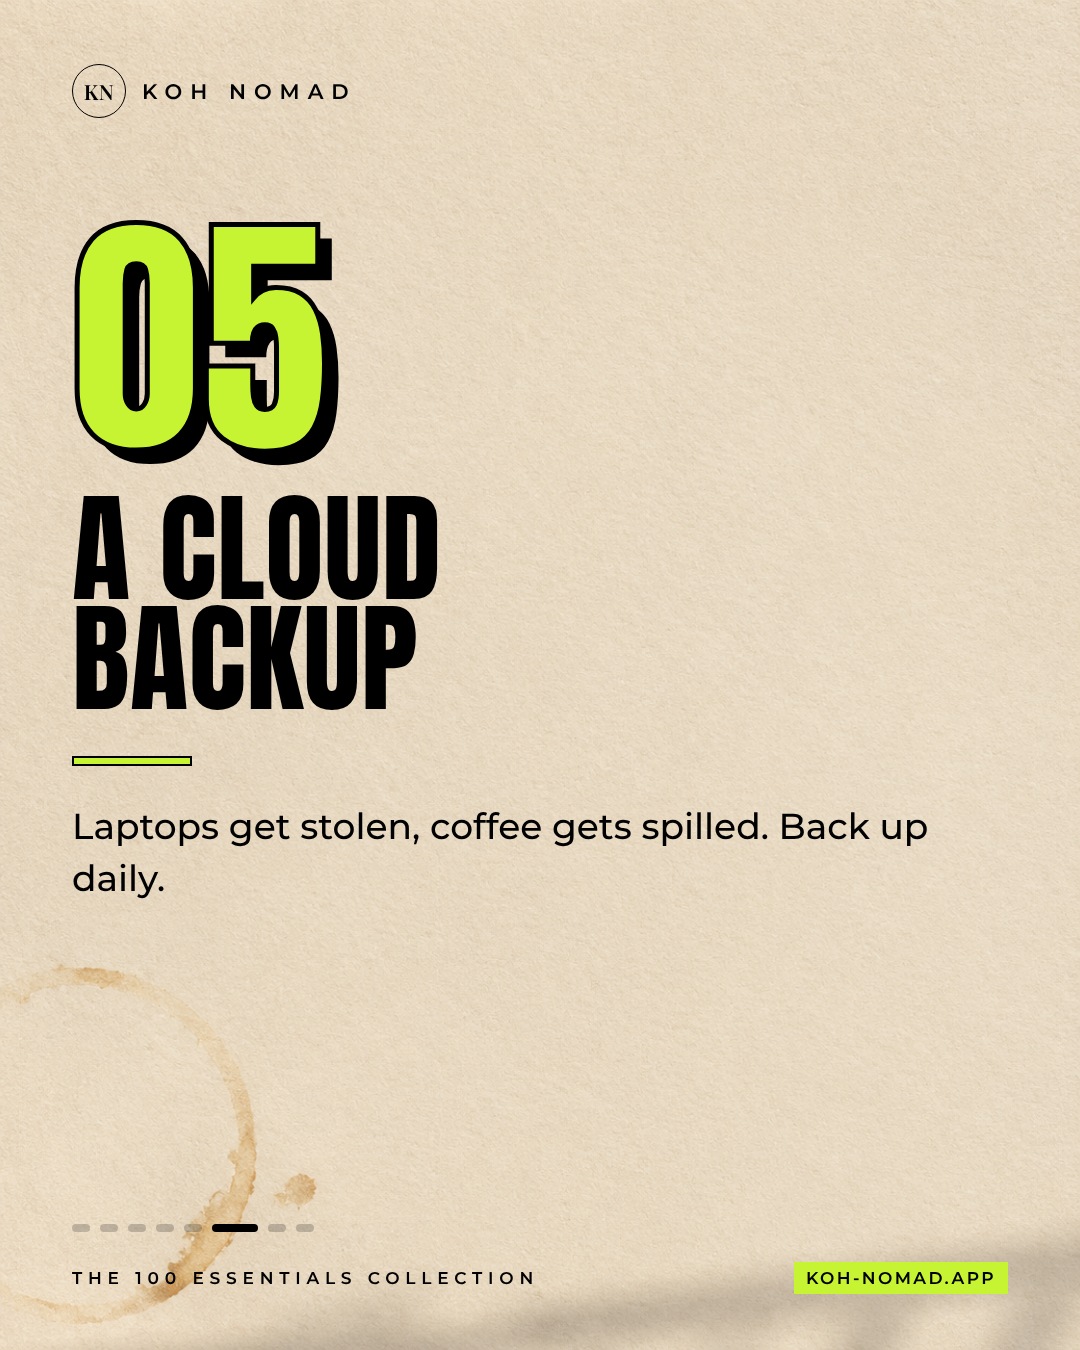 KN KOH NOMAD
05
A CLOUD
BACKUP
Laptops get stolen, coffee gets spilled. Back up
daily.
THE 100 ESSENTIALS COLLECTION
KOH-NOMAD.APP